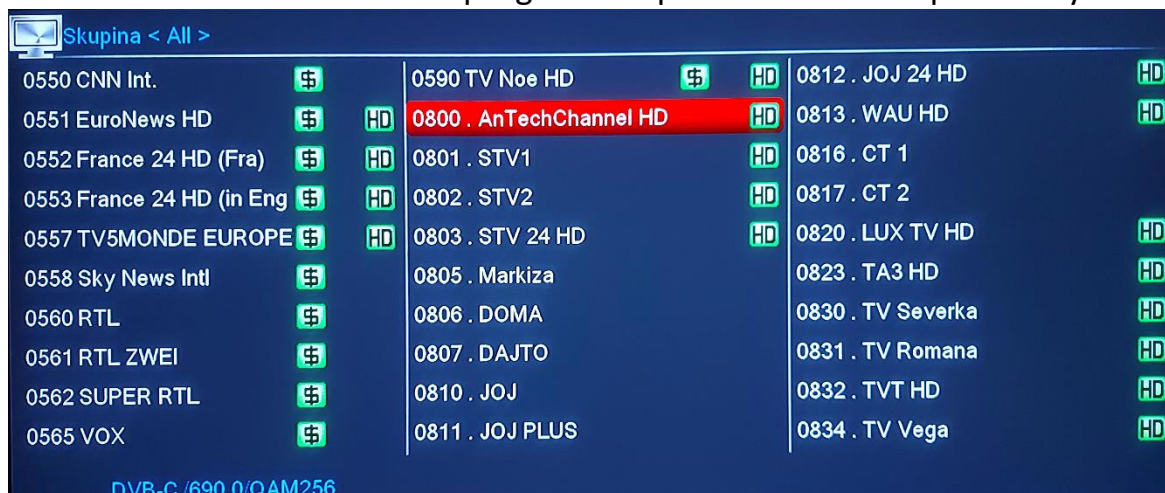 Skupina < All >
0550 CNN Int. $
0551 EuroNews HD $ HD
0552 France 24 HD (Fra) $ HD
0553 France 24 HD (in Eng $ HD
0557 TV5MONDE EUROPE $ HD
0558 Sky News Intl $
0560 RTL $
0561 RTL ZWEI $
0562 SUPER RTL $
0565 VOX $
0590 TV Noe HD $ HD
0800 . AnTechChannel HD HD
0801 . STV1 HD
0802 . STV2 HD
0803 . STV 24 HD HD
0805 . Markiza
0806 . DOMA
0807 . DAJTO
0810 . JOJ
0811 . JOJ PLUS
0812 . JOJ 24 HD HD
0813 . WAU HD HD
0816 . CT 1
0817 . CT 2
0820 . LUX TV HD HD
0823 . TA3 HD HD
0830 . TV Severka HD
0831 . TV Romana HD
0832 . TVT HD HD
0834 . TV Vega HD
DVB-C /690.0/QAM256